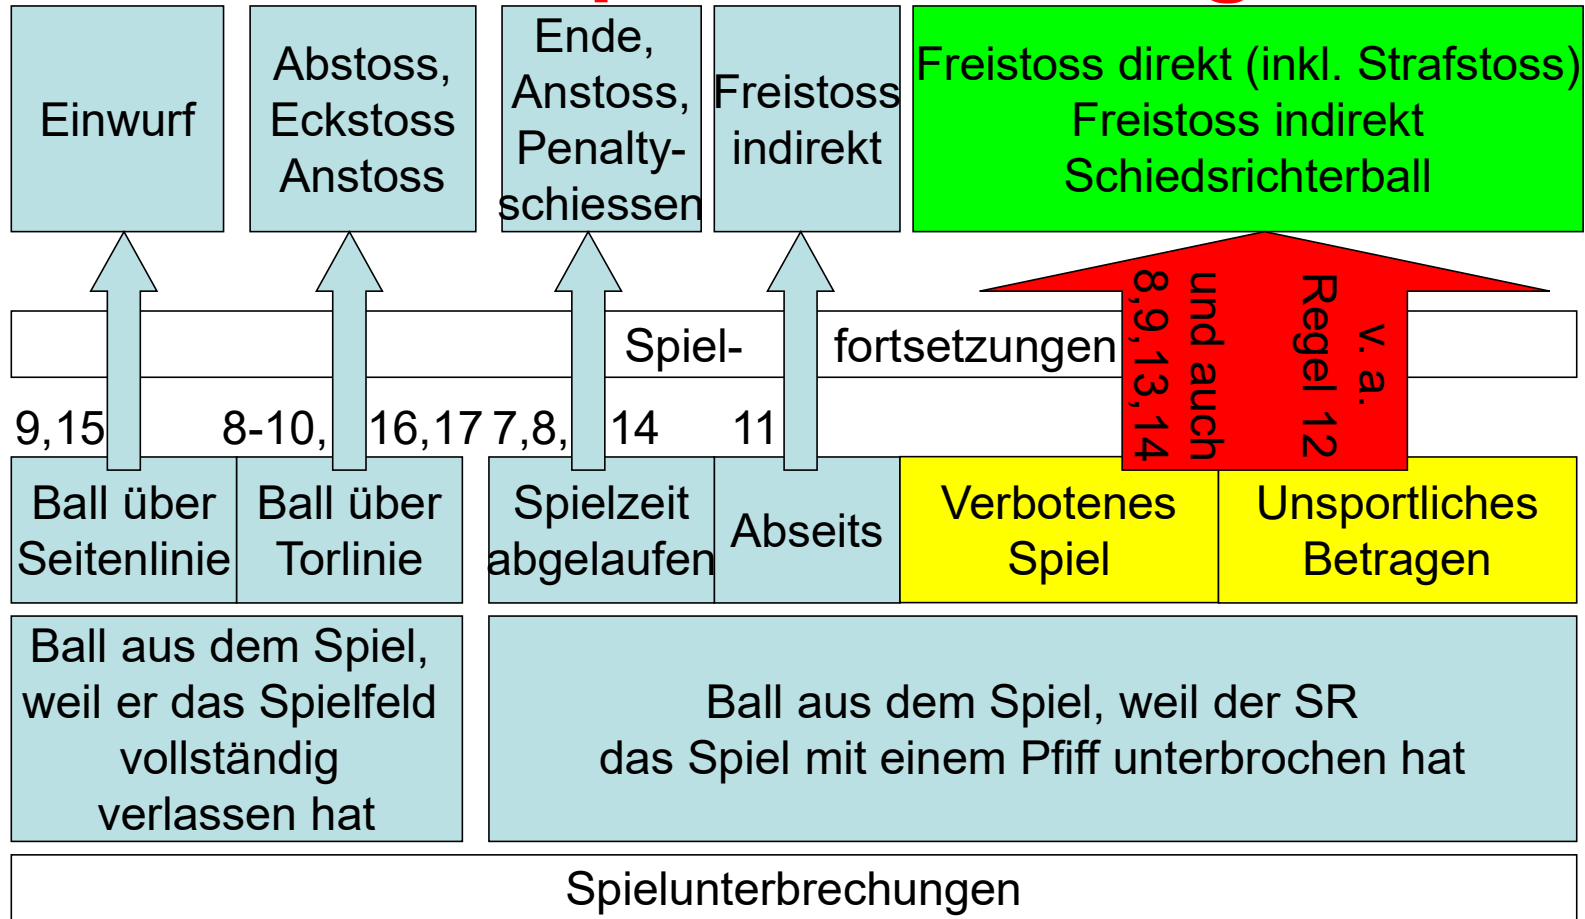 Einwurf
Abstoss,
Eckstoss
Anstoss
Ende,
Anstoss,
Penalty-
schiessen
Freistoss
indirekt
Freistoss direkt (inkl. Strafstoss)
Freistoss indirekt
Schiedsrichterball
v. a.
Regel 12
und auch
8,9,13,14
Spiel- fortsetzungen
9,15 8-10, 16,17 7,8, 14 11
Ball über
Seitenlinie
Ball über
Torlinie
Spielzeit
abgelaufen
Abseits
Verbotenes
Spiel
Unsportliches
Betragen
Ball aus dem Spiel,
weil er das Spielfeld
vollständig
verlassen hat
Ball aus dem Spiel, weil der SR
das Spiel mit einem Pfiff unterbrochen hat
Spielunterbrechungen